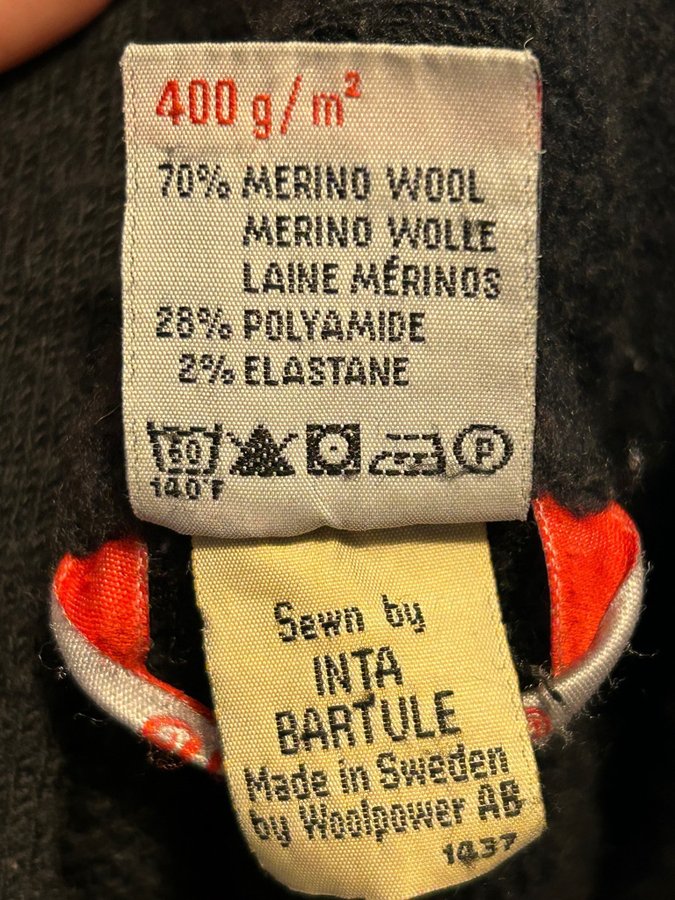 400 g/m²
70% MERINO WOOL
MERINO WOLLE
LAINE MÉRINOS
28% POLYAMIDE
2% ELASTANE
60
P
140°F
Sewn by
INTA
BARTULE
Made in Sweden
by Woolpower AB
1437